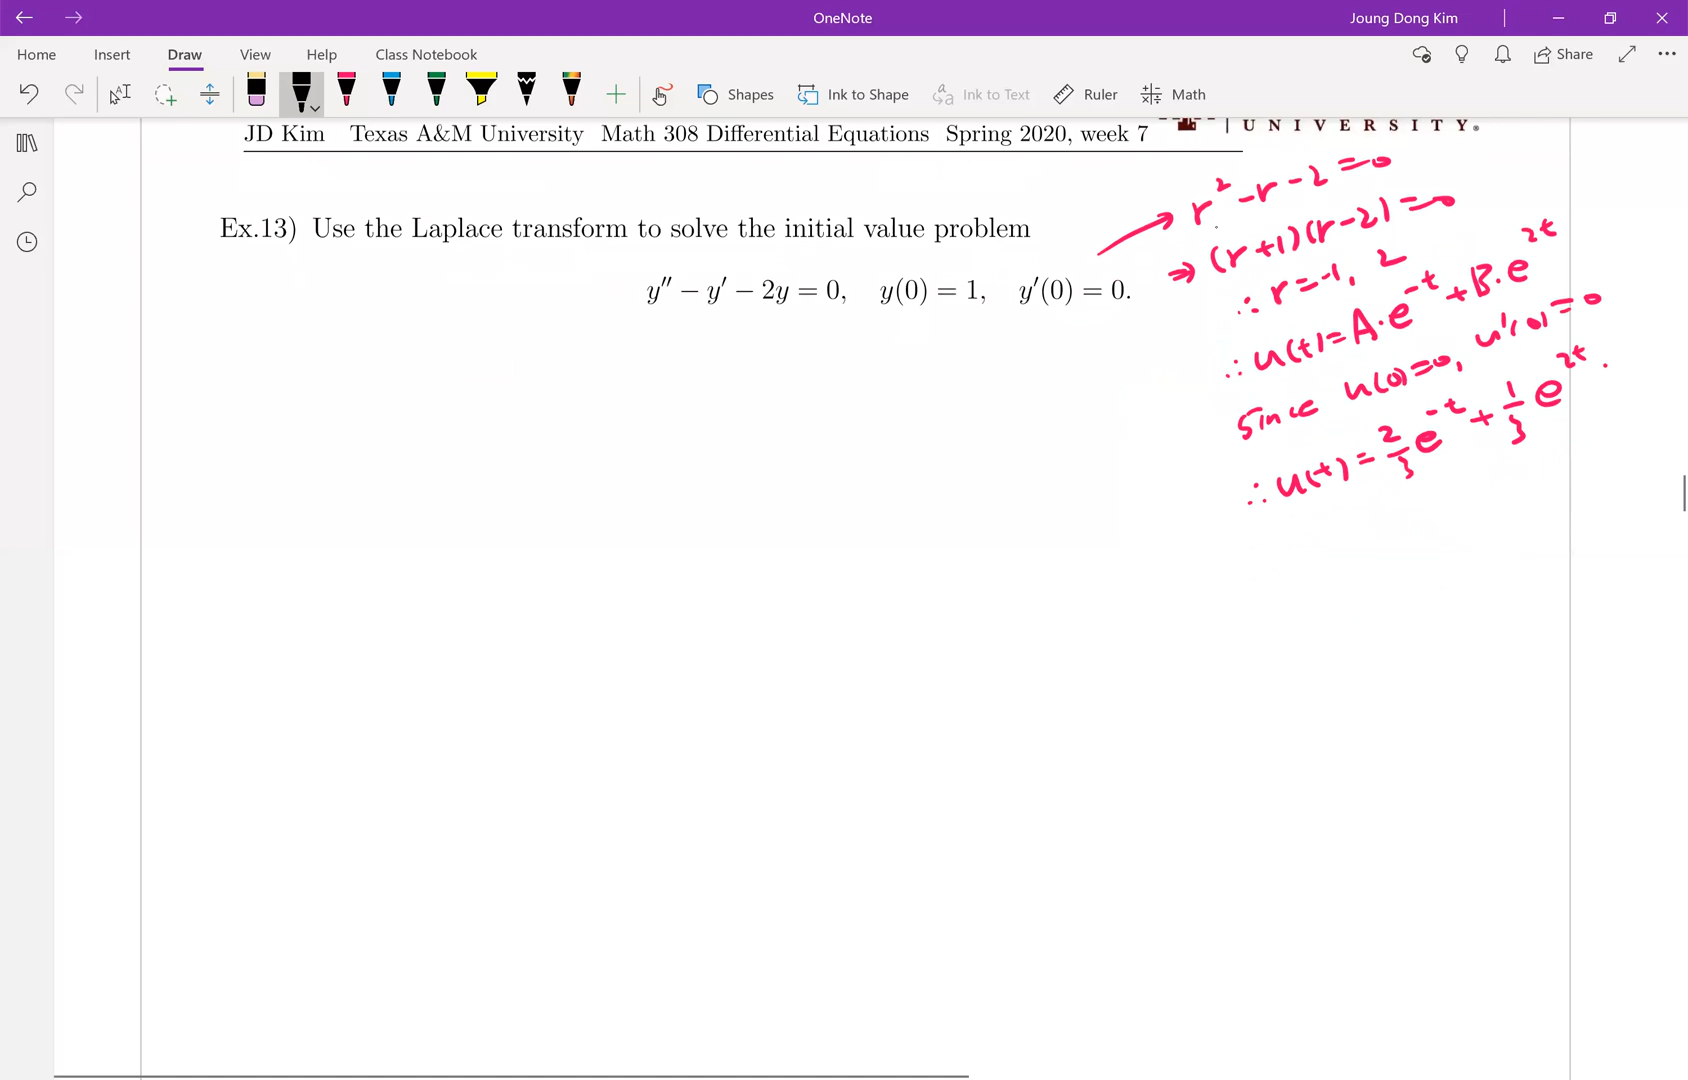 OneNote
Joung Dong Kim
Home Insert Draw View Help Class Notebook
Share
Shapes Ink to Shape Ink to Text Ruler Math
JD Kim Texas A&M University Math 308 Differential Equations Spring 2020, week 7
UNIVERSITY®
Ex.13) Use the Laplace transform to solve the initial value problem
y″ − y′ − 2y = 0, y(0) = 1, y′(0) = 0.
→ r² - r - 2 = 0
⇒ (r+1)(r-2) = 0
∴ r = -1, 2
∴ u(t) = A·e^{-t} + B·e^{2t}
Since u(0)=0, u'(0)=0
∴ u(t) = 2/3 e^{-t} + 1/3 e^{2t}.